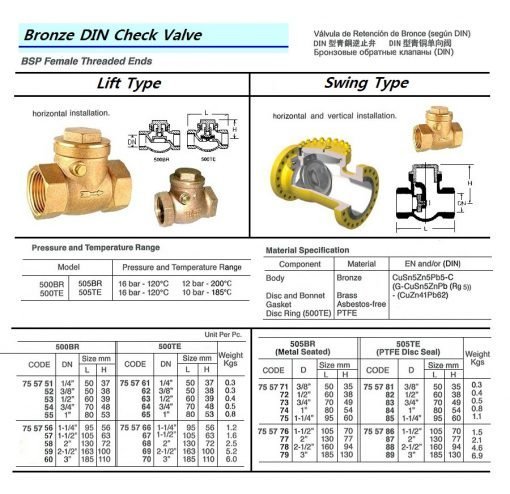 Bronze DIN Check Valve
Válvula de Retención de Bronce (según DIN)
DIN 型青銅逆止弁 DIN 型青铜单向阀
Бронзовые обратные клапаны (DIN)
BSP Female Threaded Ends
Lift Type
Swing Type
horizontal installation.
horizontal and vertical installation.
L
H
DN
500BR 505TE
L
H
DN
Pressure and Temperature Range
Model Pressure and Temperature Range
500BR 505BR 16 bar - 120°C 12 bar - 200°C
500TE 505TE 16 bar - 120°C 10 bar - 185°C
Material Specification
Component Material EN and/or (DIN)
Body Bronze CuSn5Zn5Pb5-C
(G-CuSn5ZnPb (Rg 5))
Disc and Bonnet Brass - (CuZn41Pb62)
Gasket Asbestos-free
Disc Ring (500TE) PTFE
Unit Per Pc.
500BR 500TE Weight Kgs
CODE DN Size mm L H CODE DN Size mm L H
75 57 51 1/4" 50 37 75 57 61 1/4" 50 37 0.3
52 3/8" 50 38 62 3/8" 50 38 0.3
53 1/2" 60 39 63 1/2" 60 39 0.4
54 3/4" 70 48 64 3/4" 70 48 0.5
55 1" 80 53 65 1" 80 53 0.8
75 57 56 1-1/4" 95 56 75 57 66 1-1/4" 95 56 1.2
57 1-1/2" 105 63 67 1-1/2" 105 63 1.6
58 2" 130 72 68 2" 130 72 2.5
59 2-1/2" 163 100 69 2-1/2" 163 100 5.2
60 3" 185 110 70 3" 185 110 6.0
505BR 505TE
(Metal Seated) (PTFE Disc Seal) Weight Kgs
CODE D Size mm L H CODE D Size mm L H
75 57 71 3/8" 50 35 75 57 81 3/8" 50 35 0.4
72 1/2" 60 38 82 1/2" 60 38 0.4
73 3/4" 70 49 83 3/4" 70 49 0.5
74 1" 80 54 84 1" 80 54 0.8
75 1-1/4" 95 60 85 1-1/4" 95 60 1.1
75 57 76 1-1/2" 105 70 75 57 86 1-1/2" 105 70 1.5
77 2" 130 77 87 2" 130 77 2.1
78 2-1/2" 160 94 88 2-1/2" 160 94 4.6
79 3" 185 105 89 3" 185 105 6.9